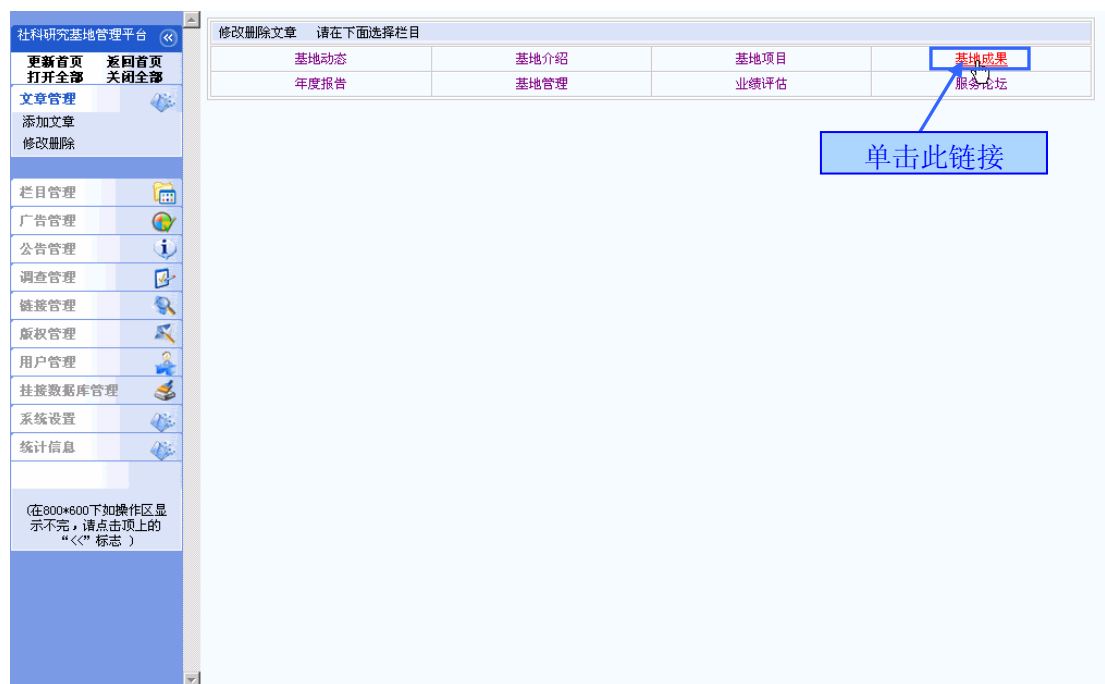 社科研究基地管理平台
更新首页 返回首页
打开全部 关闭全部
文章管理
添加文章
修改删除
栏目管理
广告管理
公告管理
调查管理
链接管理
版权管理
用户管理
挂接数据库管理
系统设置
统计信息
(在800*600下如操作区显
示不完，请点击顶上的
“<<”标志 )
修改删除文章 请在下面选择栏目
基地动态 基地介绍 基地项目 基地成果
年度报告 基地管理 业绩评估 服务论坛
单击此链接